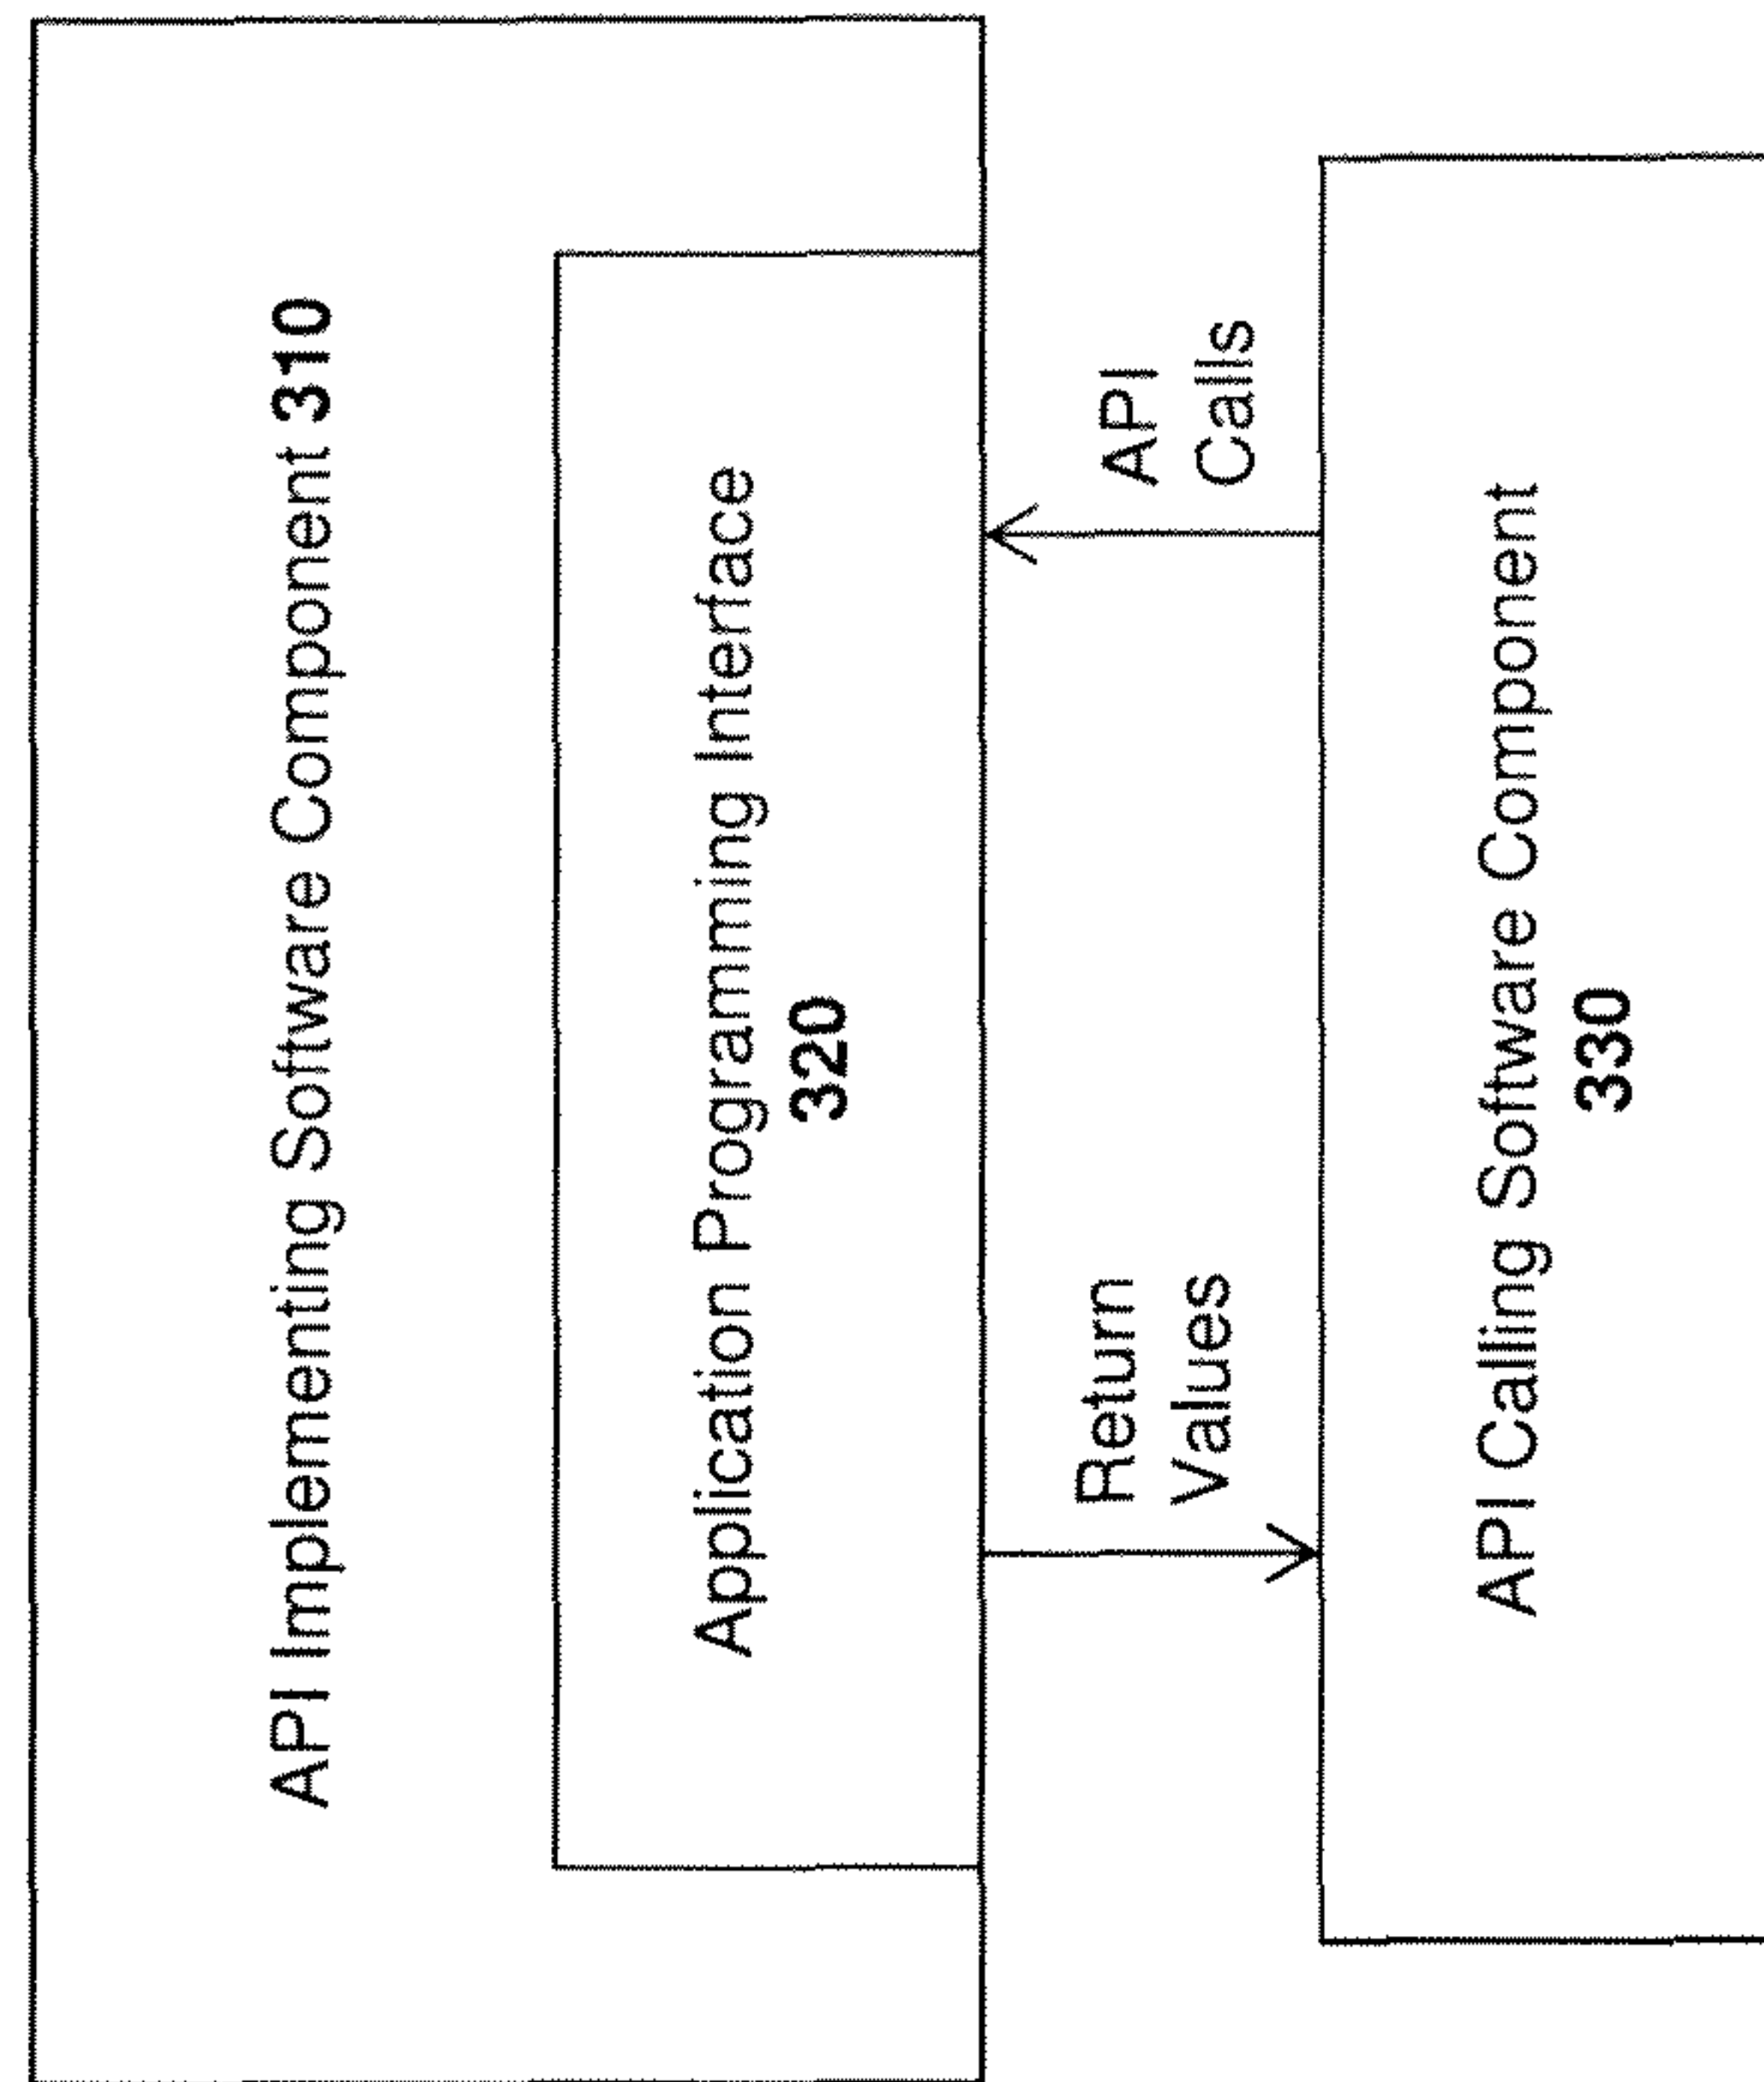 API Implementing Software Component 310
Application Programming Interface
320
Return
Values
API
Calls
API Calling Software Component
330